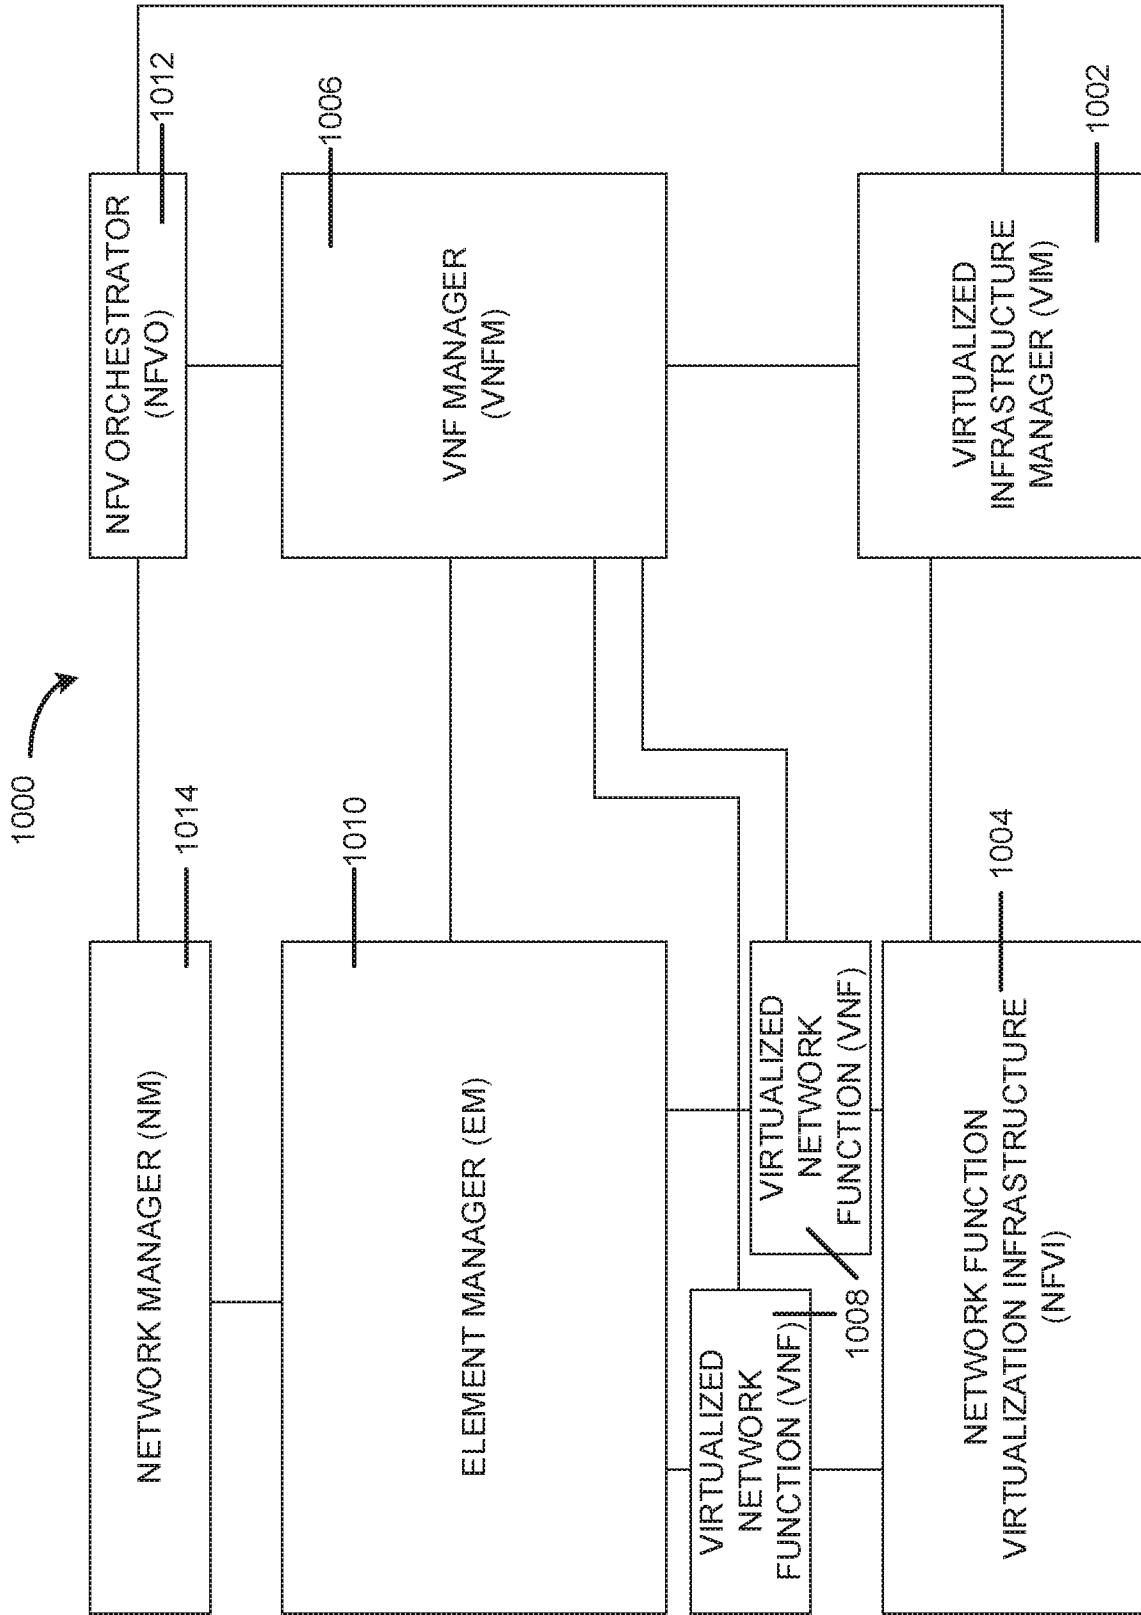 1000
NETWORK MANAGER (NM)
1014
NFV ORCHESTRATOR
(NFVO)
1012
ELEMENT MANAGER (EM)
1010
VNF MANAGER
(VNFM)
1006
VIRTUALIZED
NETWORK
FUNCTION (VNF)
1008
VIRTUALIZED
NETWORK
FUNCTION (VNF)
NETWORK FUNCTION
VIRTUALIZATION INFRASTRUCTURE
(NFVI)
1004
VIRTUALIZED
INFRASTRUCTURE
MANAGER (VIM)
1002